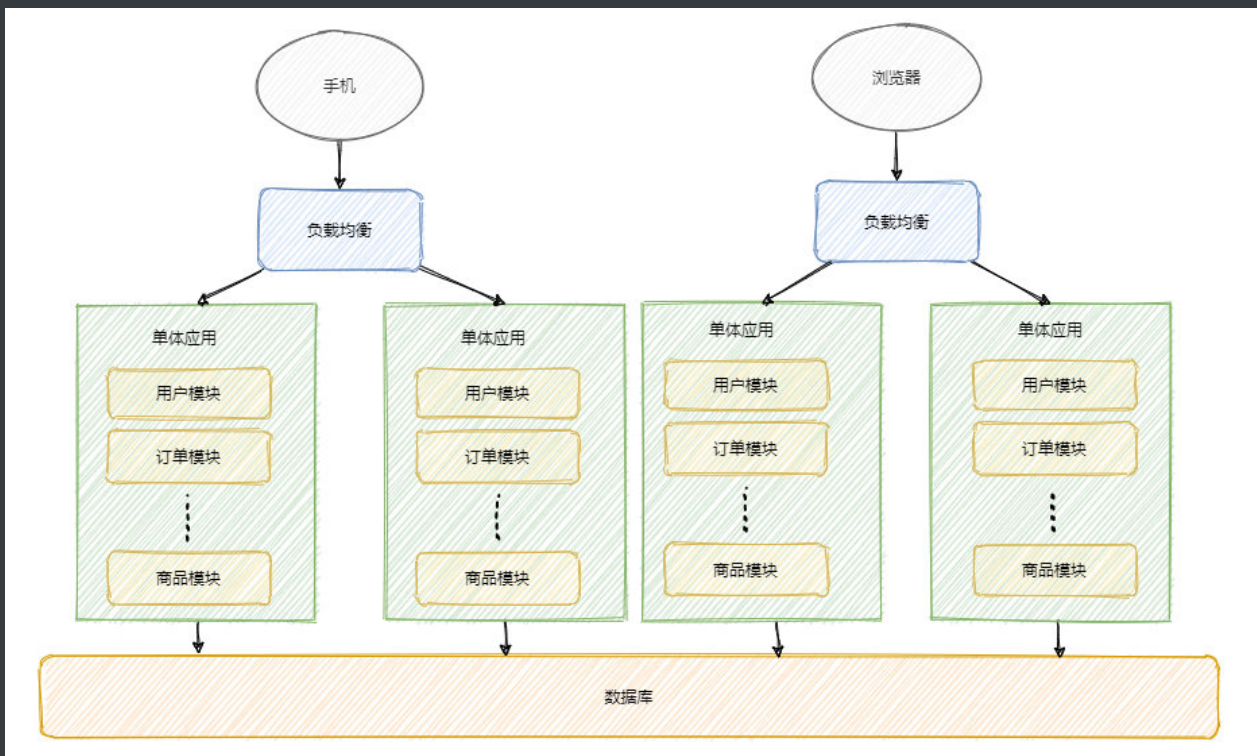 手机
浏览器
负载均衡
负载均衡
单体应用
用户模块
订单模块
商品模块
单体应用
用户模块
订单模块
商品模块
单体应用
用户模块
订单模块
商品模块
单体应用
用户模块
订单模块
商品模块
数据库